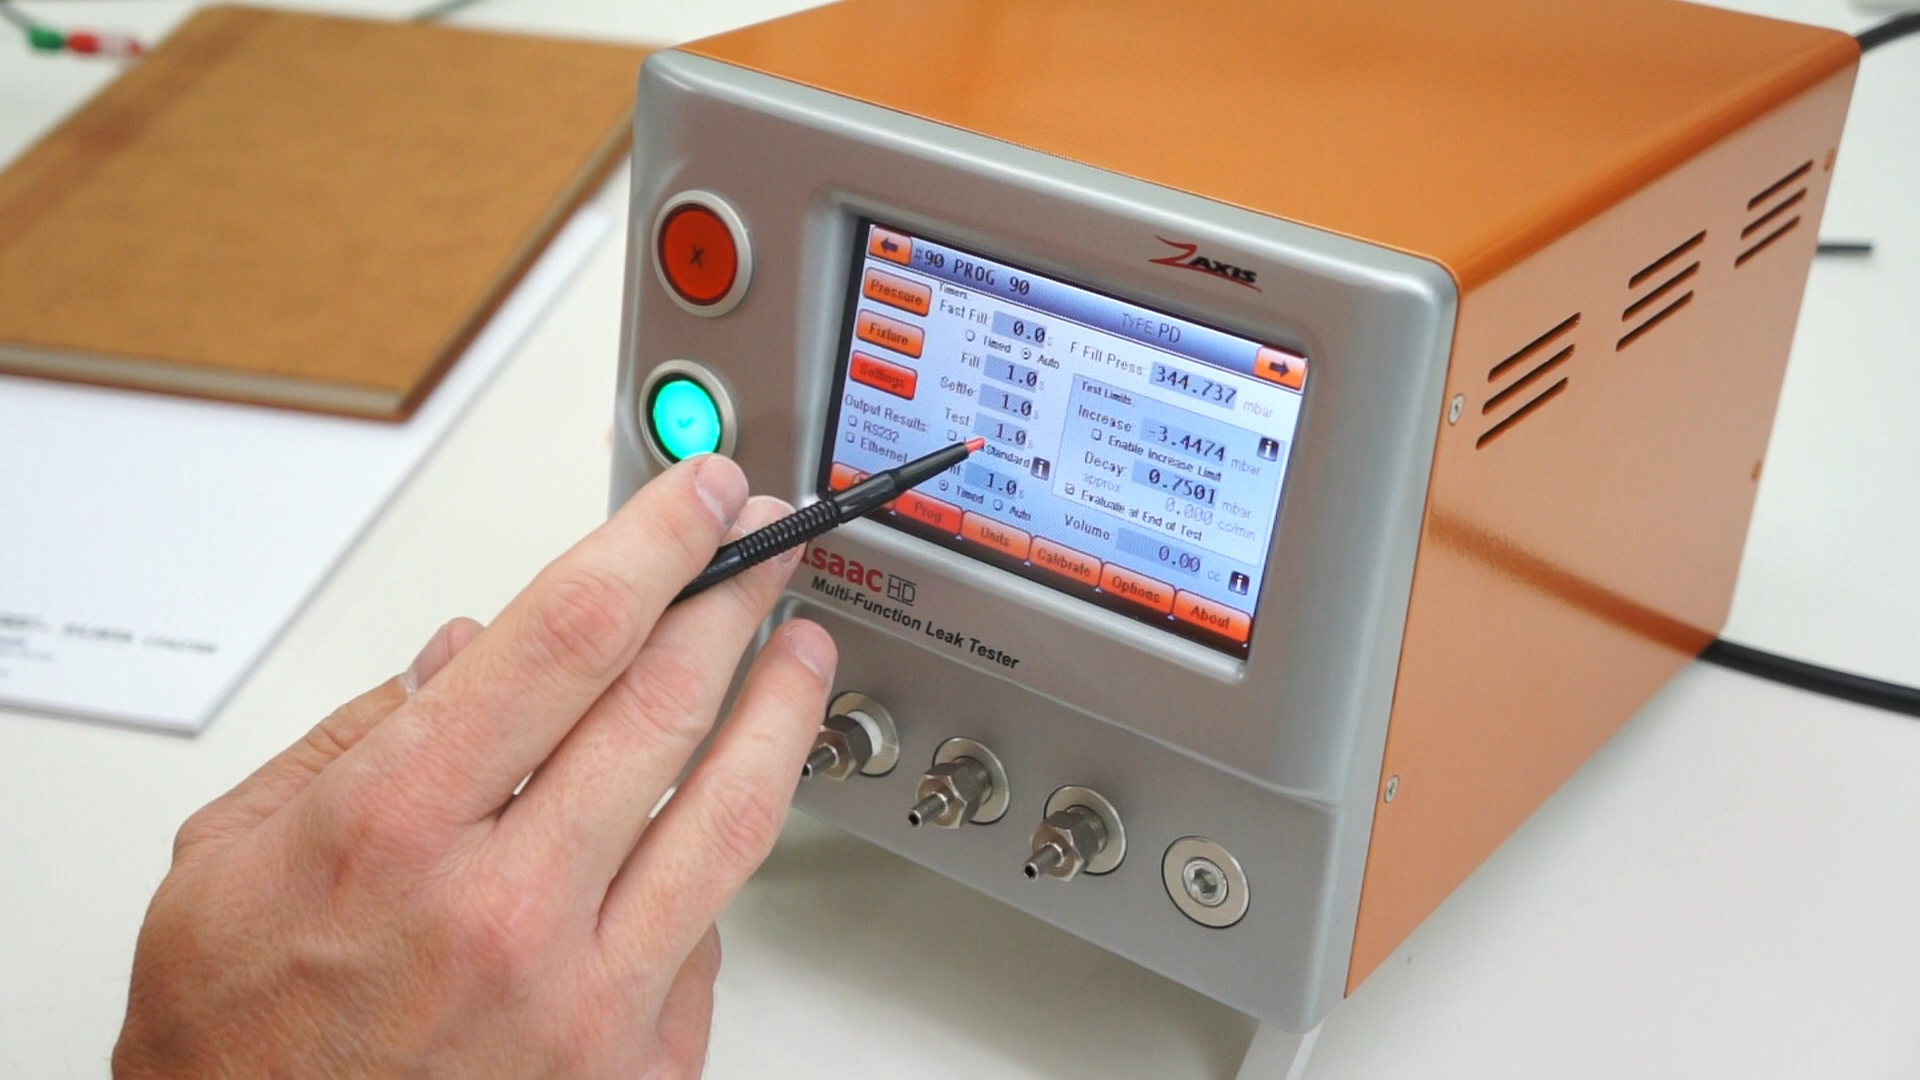 X
ZAXIS
#90 PROG 90
TYPE PD
Pressure
Fixture
Settings
Output Results:
RS232
Ethernet
Timers
Fast Fill: 0.0 s
Timed Auto
Fill: 1.0 s
Settle: 1.0 s
Test: 1.0 s
Standard i
1.0 s
Timed Auto
F Fill Press: 344.737 mbar
Test Limits
Increase: -3.4474 mbar i
Enable Increase Limit
Decay: 0.7501 mbar
approx 0.000 cc/min
Evaluate at End of Test
Volume: 0.00 cc i
Prog
Units
Calibrate
Options
About
Isaac HD
Multi-Function Leak Tester